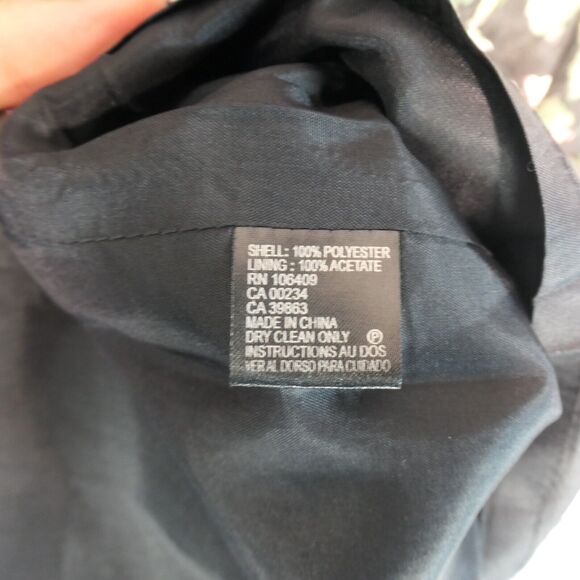 SHELL: 100% POLYESTER
LINING : 100% ACETATE
RN 106409
CA 00234
CA 39863
MADE IN CHINA
DRY CLEAN ONLY Ⓟ
INSTRUCTIONS AU DOS
VER AL DORSO PARA CUIDADO